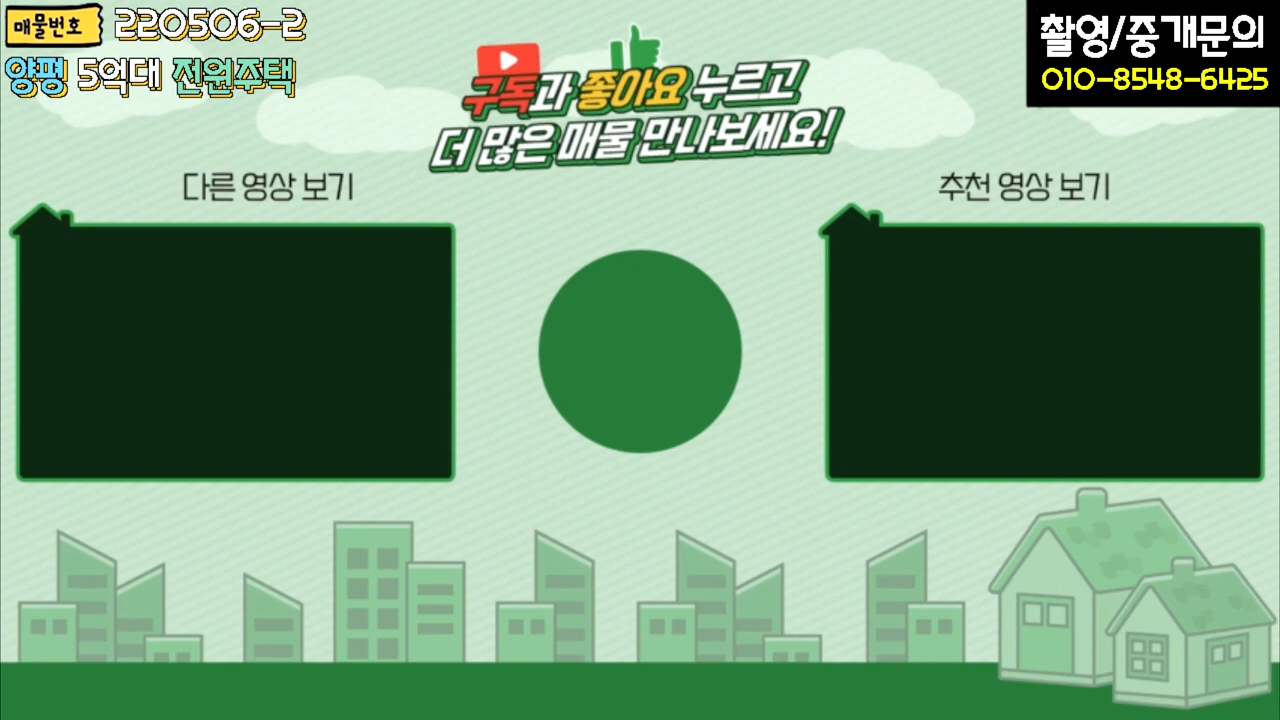 매물번호 220506-2
양평 5억대 전원주택
촬영/중개문의
010-8548-6425
구독과 좋아요 누르고
더 많은 매물 만나보세요!
다른 영상 보기
추천 영상 보기